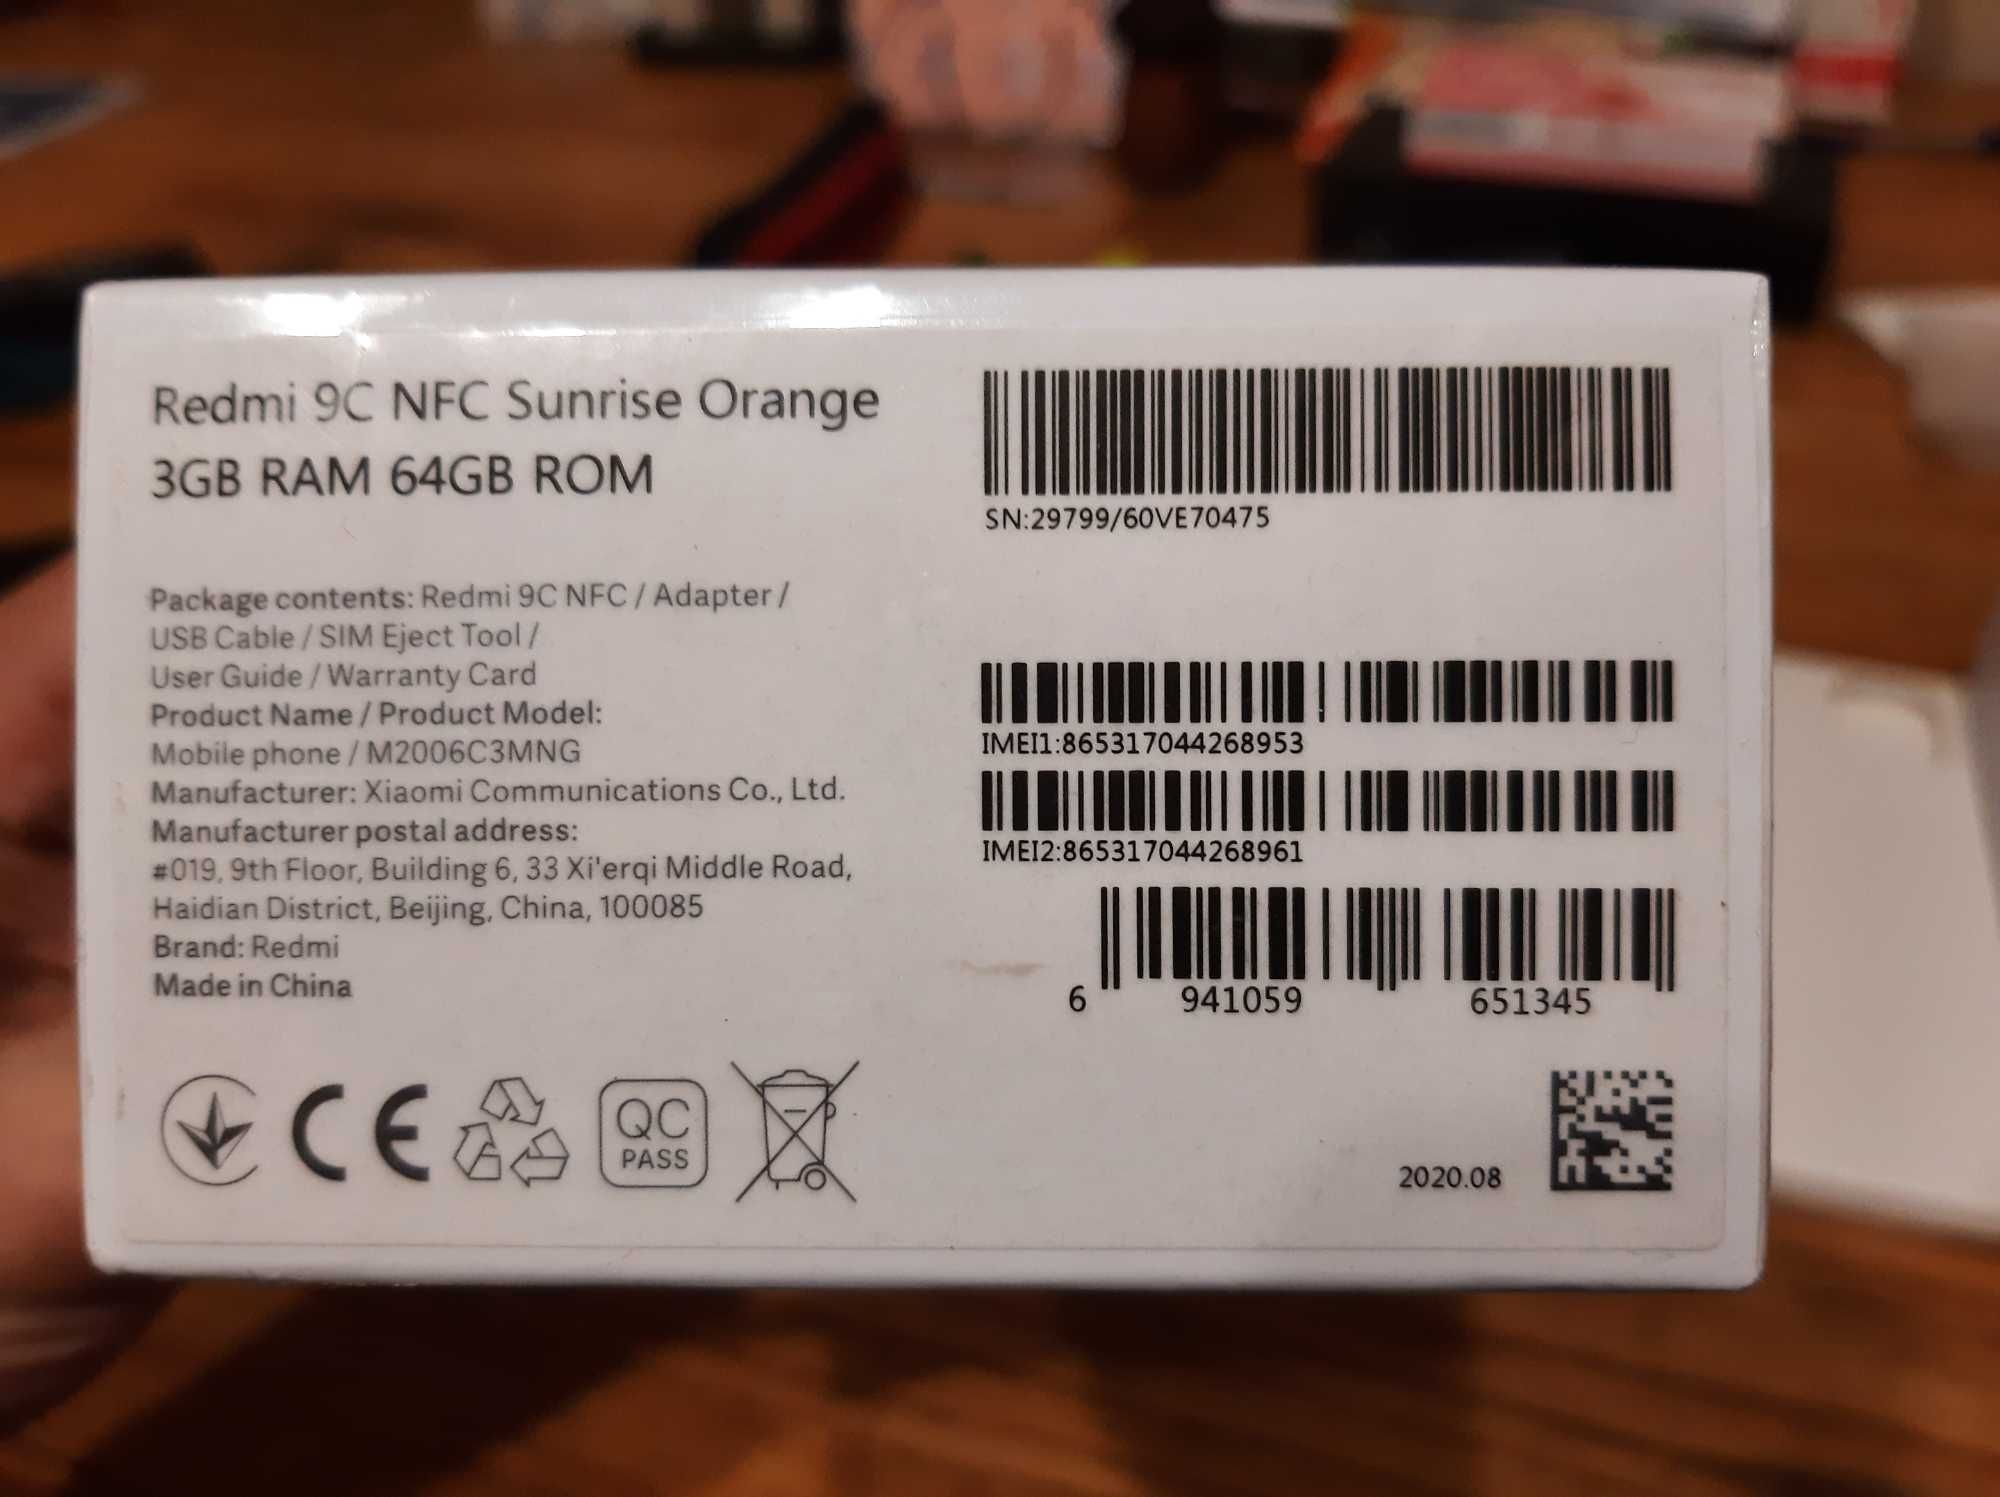 Redmi 9C NFC Sunrise Orange
3GB RAM 64GB ROM
Package contents: Redmi 9C NFC / Adapter /
USB Cable / SIM Eject Tool /
User Guide / Warranty Card
Product Name / Product Model:
Mobile phone / M2006C3MNG
Manufacturer: Xiaomi Communications Co., Ltd.
Manufacturer postal address:
#019, 9th Floor, Building 6, 33 Xi'erqi Middle Road,
Haidian District, Beijing, China, 100085
Brand: Redmi
Made in China
CE
QC
PASS
SN:29799/60VE70475
IMEI1:865317044268953
IMEI2:865317044268961
6 941059 651345
2020.08